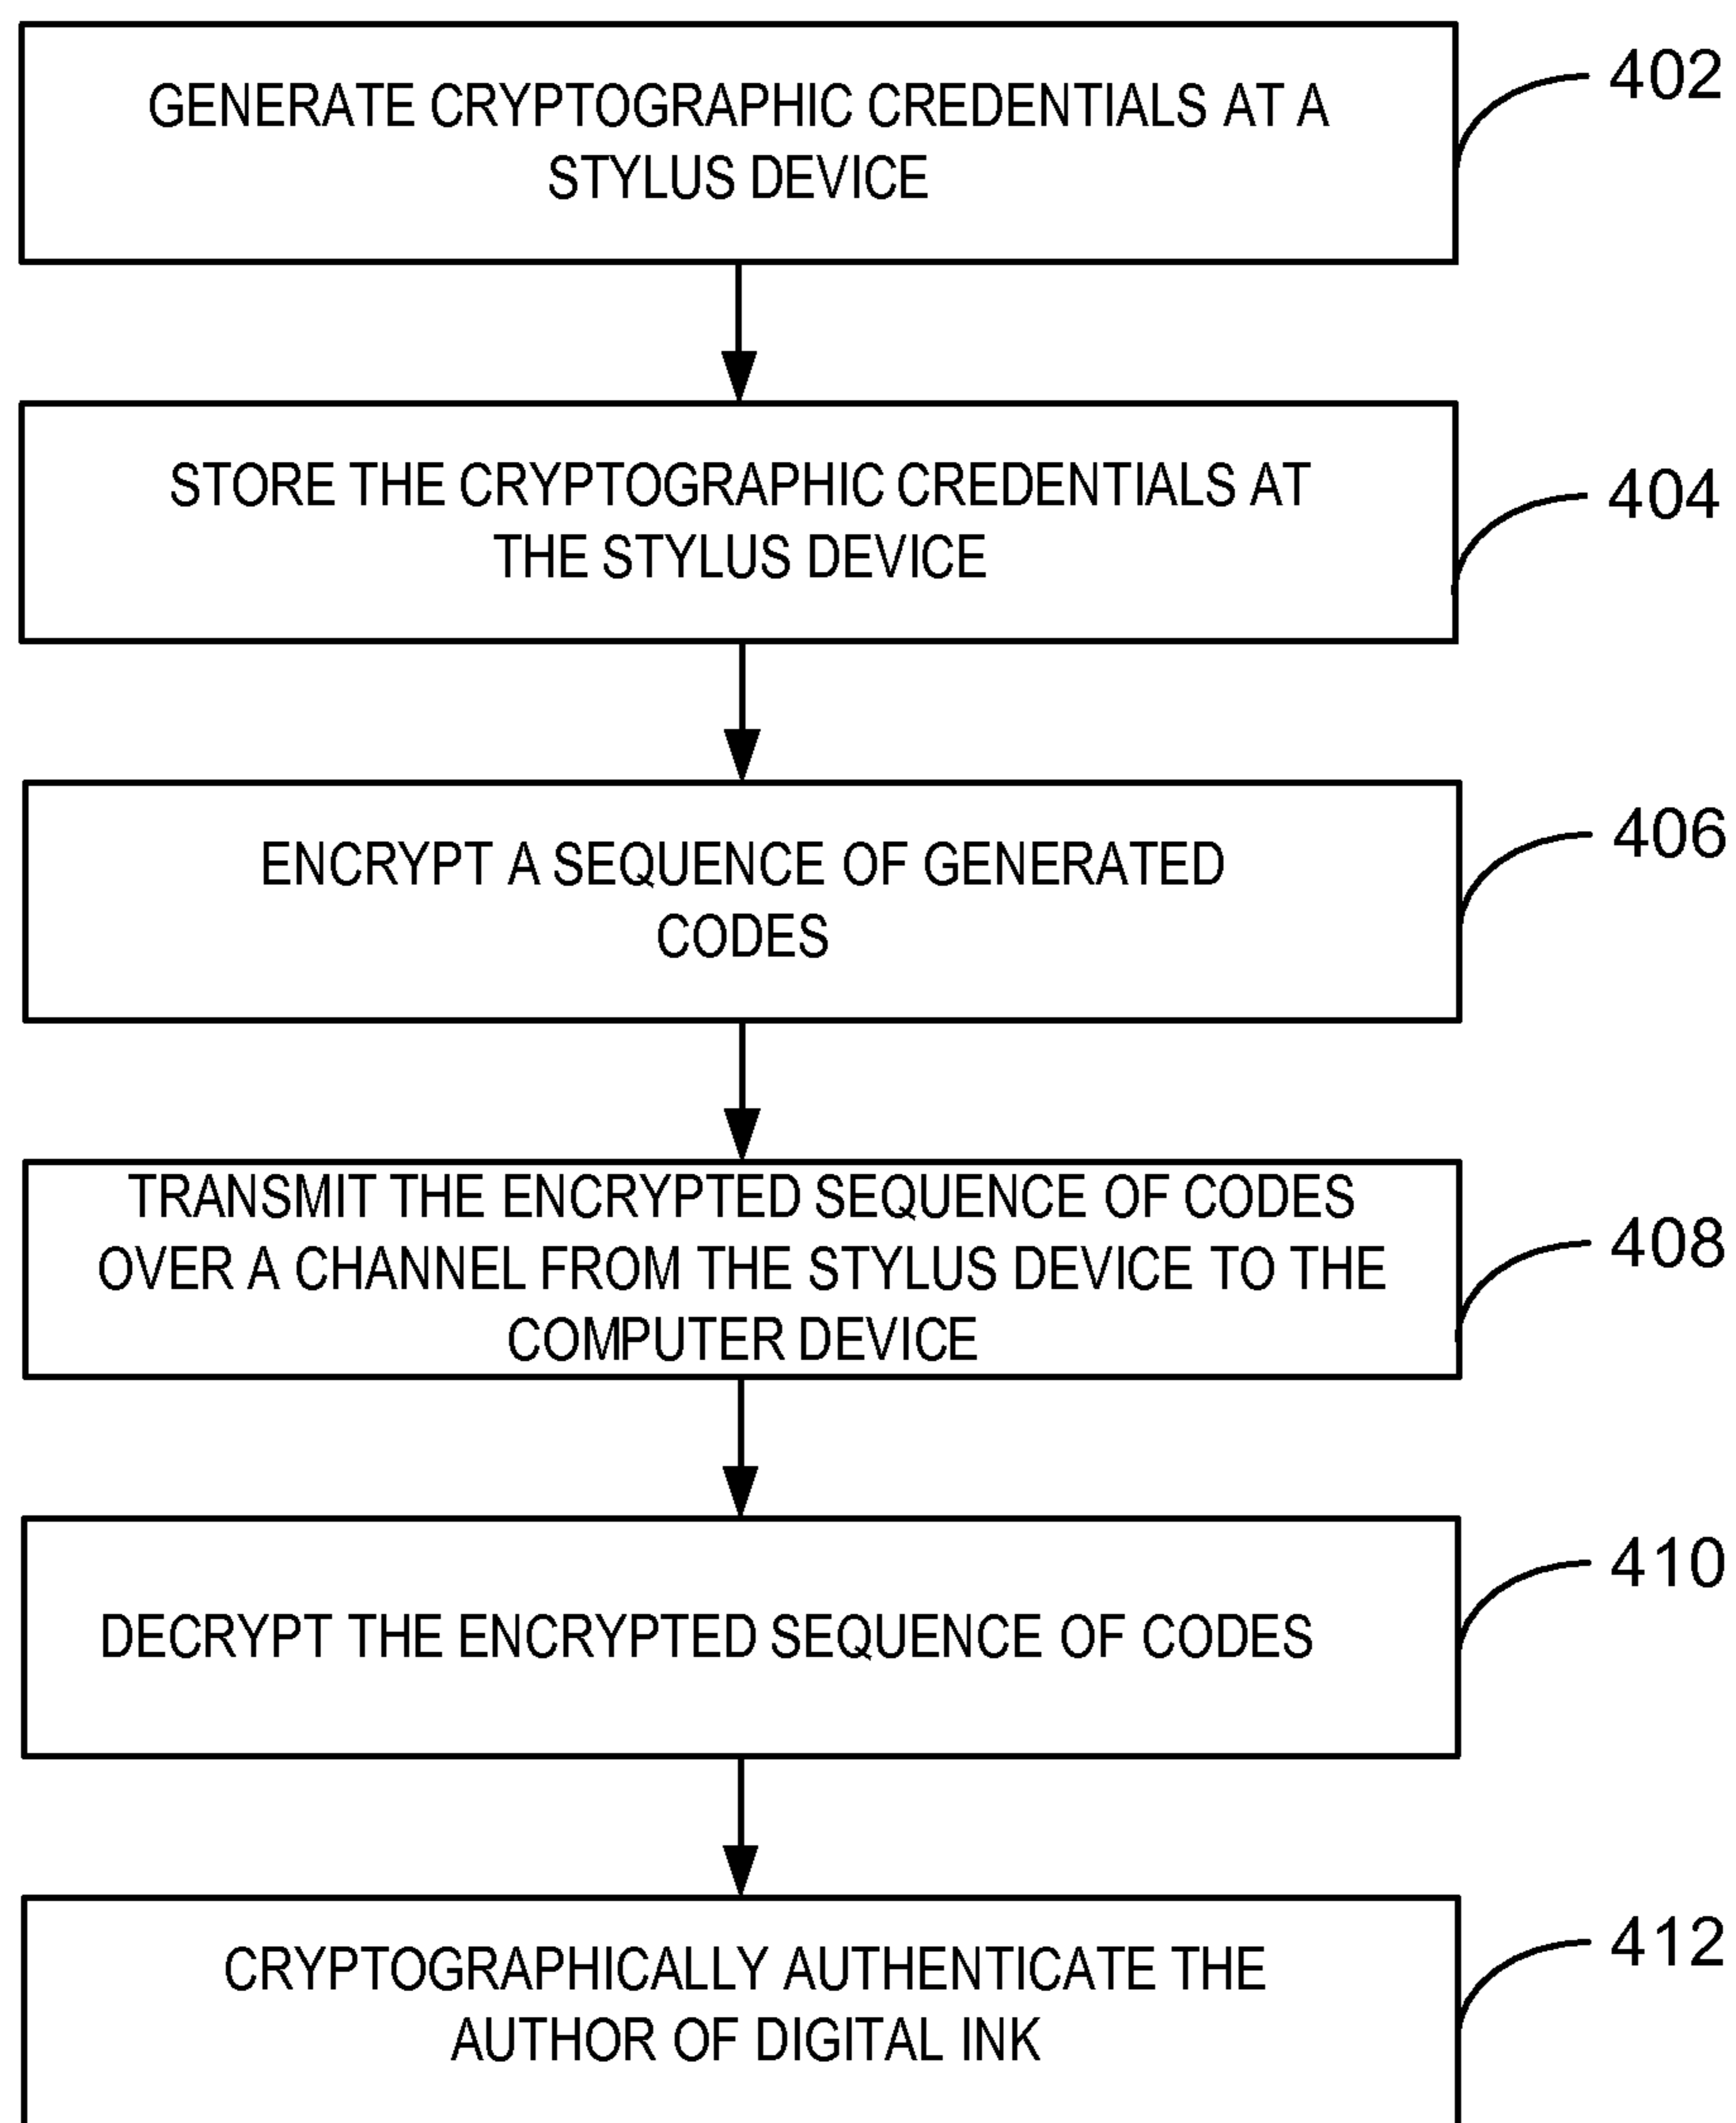 GENERATE CRYPTOGRAPHIC CREDENTIALS AT A
STYLUS DEVICE
402
STORE THE CRYPTOGRAPHIC CREDENTIALS AT
THE STYLUS DEVICE
404
ENCRYPT A SEQUENCE OF GENERATED
CODES
406
TRANSMIT THE ENCRYPTED SEQUENCE OF CODES
OVER A CHANNEL FROM THE STYLUS DEVICE TO THE
COMPUTER DEVICE
408
DECRYPT THE ENCRYPTED SEQUENCE OF CODES
410
CRYPTOGRAPHICALLY AUTHENTICATE THE
AUTHOR OF DIGITAL INK
412